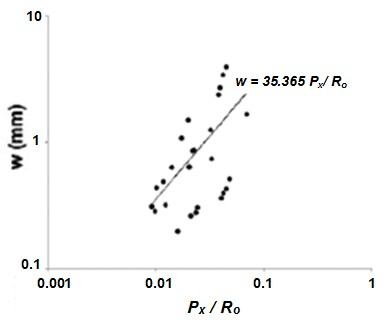 10
w = 35.365 Px/ Ro
w (mm)
1
0.1
0.001
0.01
0.1
1
Px / Ro